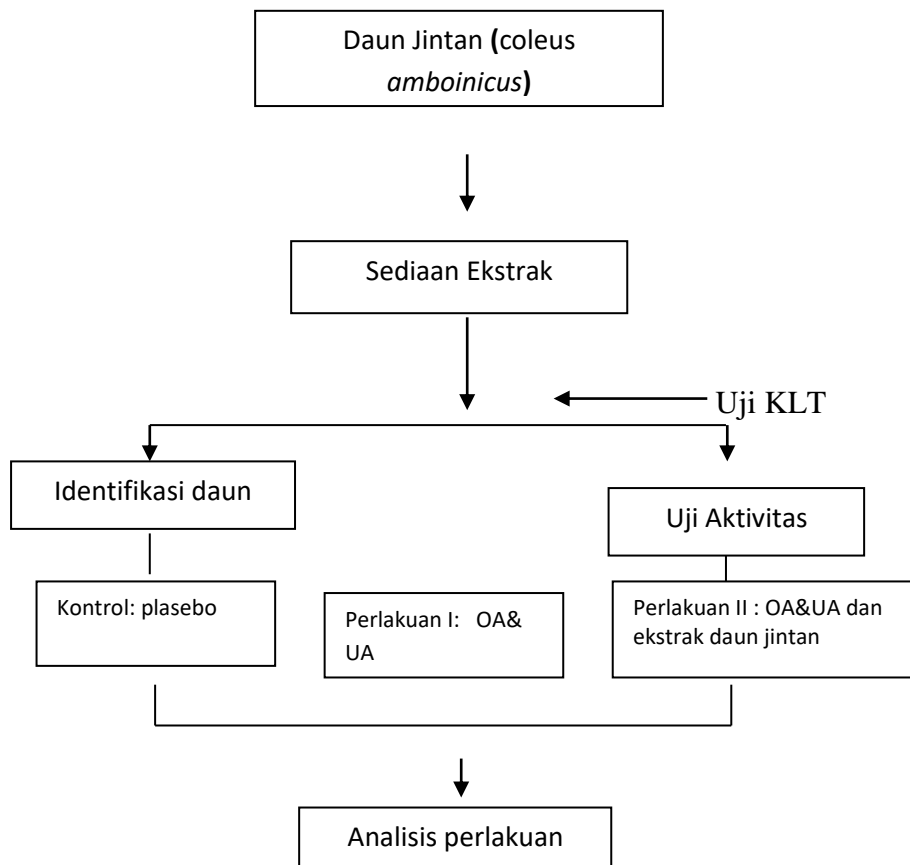 Daun Jintan (coleus
amboinicus)
Sediaan Ekstrak
Uji KLT
Identifikasi daun
Uji Aktivitas
Kontrol: plasebo
Perlakuan I: OA&
UA
Perlakuan II : OA&UA dan
ekstrak daun jintan
Analisis perlakuan